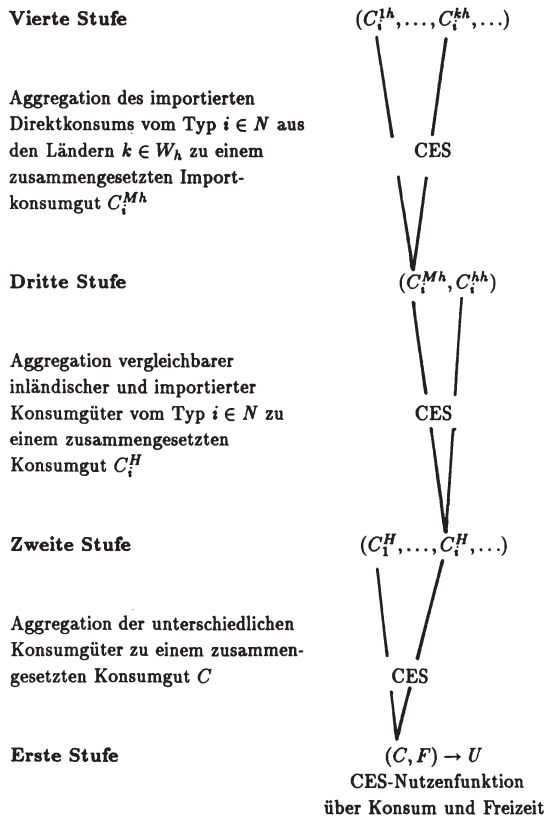 Vierte Stufe (C_i^{1h}, ..., C_i^{kh}, ...)
Aggregation des importierten
Direktkonsums vom Typ i ∈ N aus
den Ländern k ∈ W_h zu einem CES
zusammengesetzten Import-
konsumgut C_i^{Mh}
Dritte Stufe (C_i^{Mh}, C_i^{hh})
Aggregation vergleichbarer
inländischer und importierter
Konsumgüter vom Typ i ∈ N zu CES
einem zusammengesetzten
Konsumgut C_i^H
Zweite Stufe (C_1^H, ..., C_i^H, ...)
Aggregation der unterschiedlichen
Konsumgüter zu einem zusammen-
gesetzten Konsumgut C CES
Erste Stufe (C, F) → U
CES-Nutzenfunktion
über Konsum und Freizeit